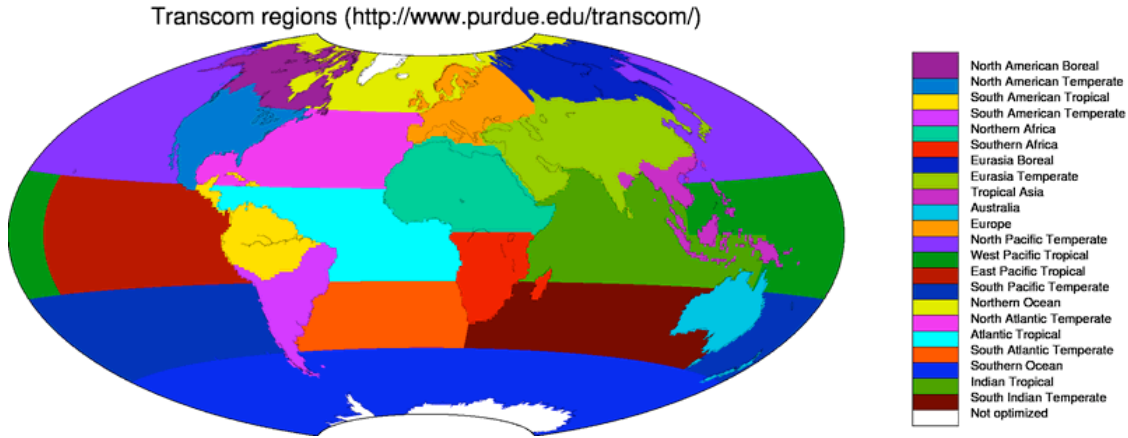 Transcom regions (http://www.purdue.edu/transcom/)
North American Boreal
North American Temperate
South American Tropical
South American Temperate
Northern Africa
Southern Africa
Eurasia Boreal
Eurasia Temperate
Tropical Asia
Australia
Europe
North Pacific Temperate
West Pacific Tropical
East Pacific Tropical
South Pacific Temperate
Northern Ocean
North Atlantic Temperate
Atlantic Tropical
South Atlantic Temperate
Southern Ocean
Indian Tropical
South Indian Temperate
Not optimized